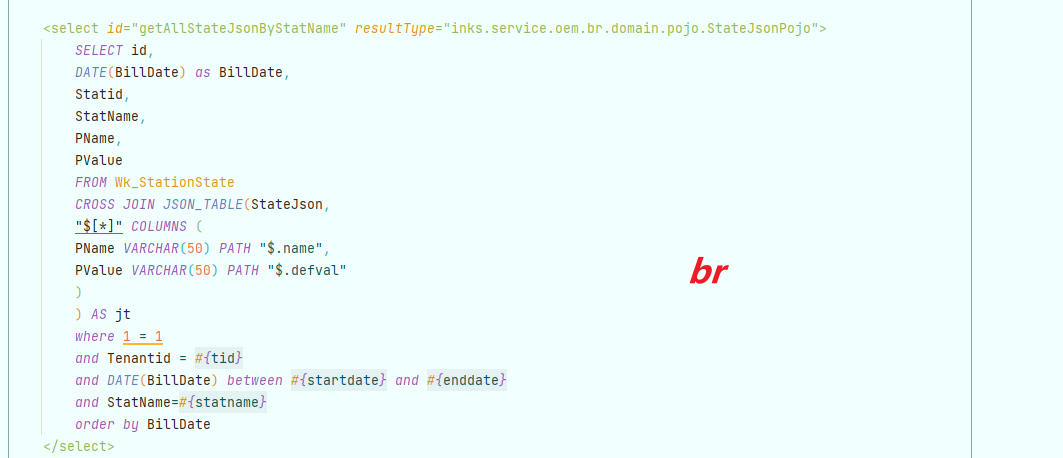 <select id="getAllStateJsonByStatName" resultType="inks.service.oem.br.domain.pojo.StateJsonPojo">
SELECT id,
DATE(BillDate) as BillDate,
Statid,
StatName,
PName,
PValue
FROM Wk_StationState
CROSS JOIN JSON_TABLE(StateJson,
"$[*]" COLUMNS (
PName VARCHAR(50) PATH "$.name",
PValue VARCHAR(50) PATH "$.defval"
)
) AS jt
where 1 = 1
and Tenantid = #{tid}
and DATE(BillDate) between #{startdate} and #{enddate}
and StatName=#{statname}
order by BillDate
</select>
br